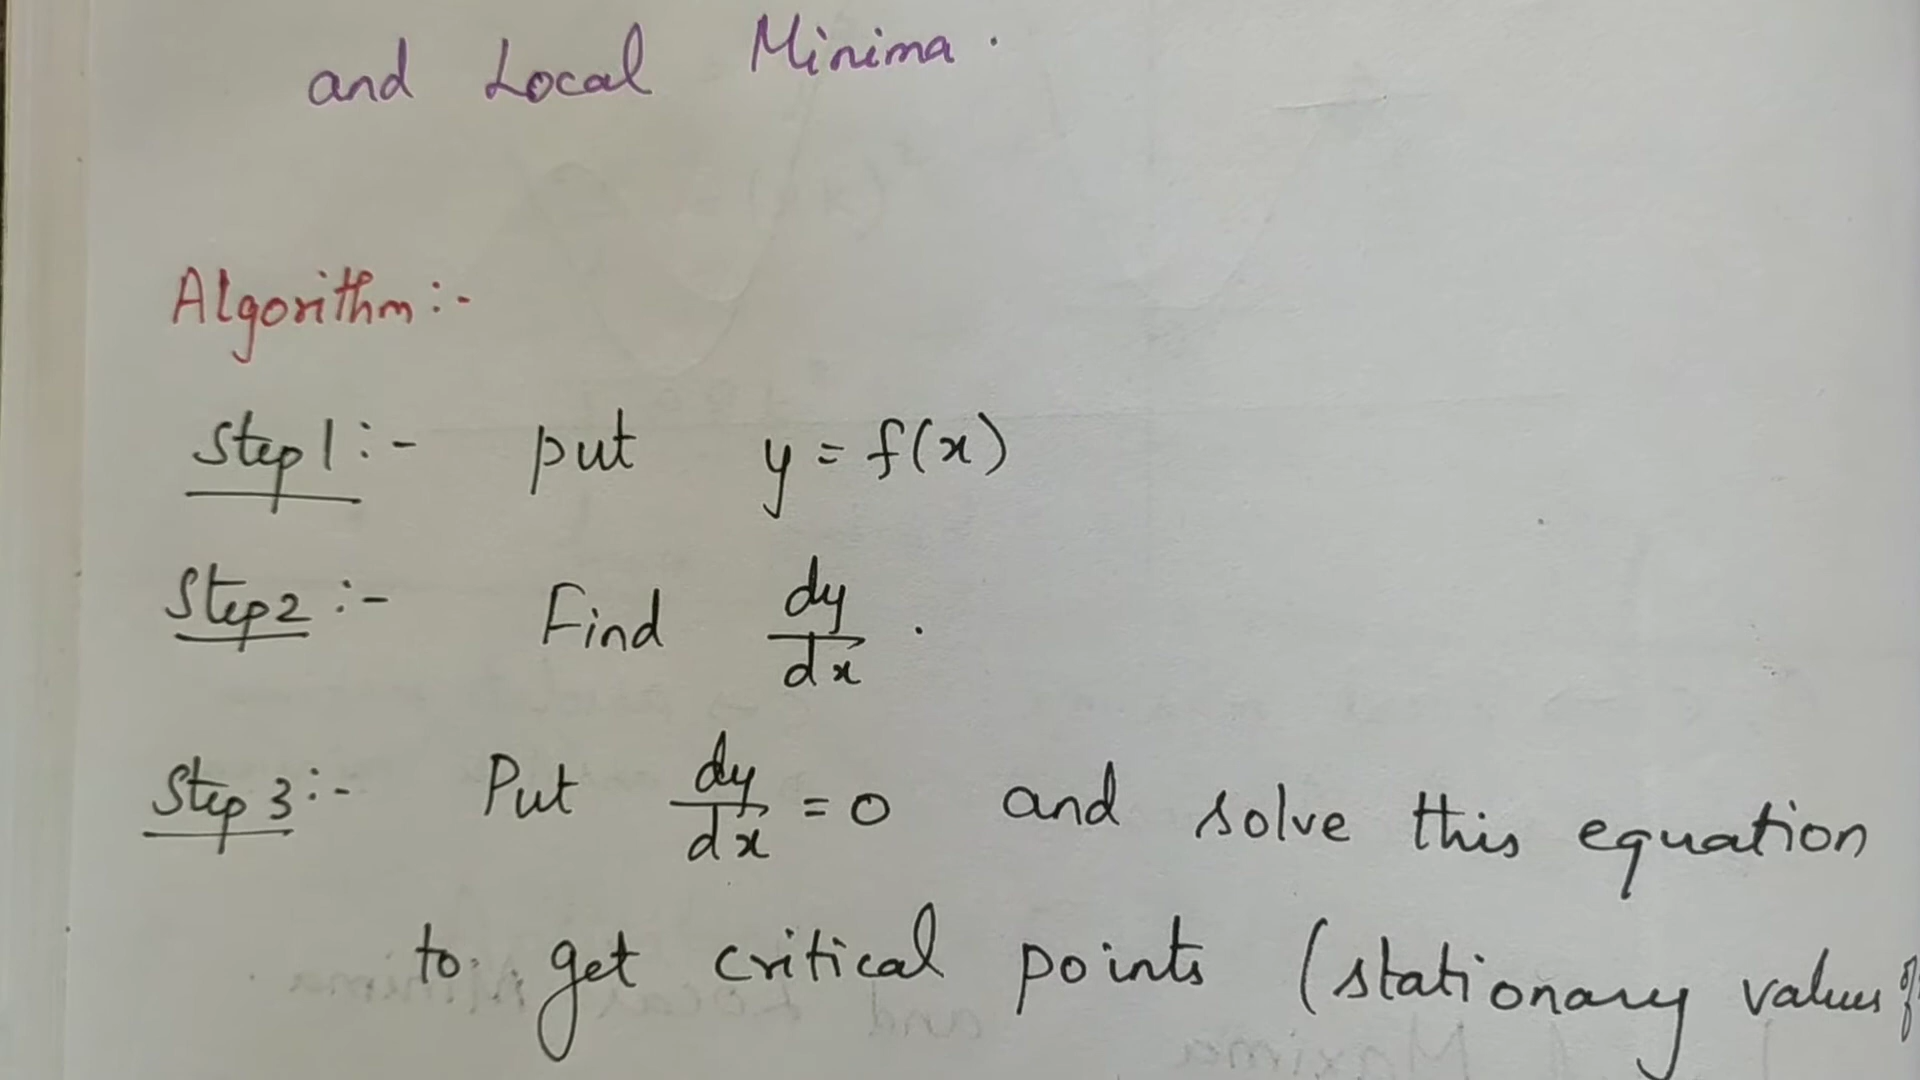 and Local Minima.
Algorithm:-
Step 1:- put y = f(x)
Step 2:- Find dy/dx.
Step 3:- Put dy/dx = 0 and solve this equation
to get critical points (stationary values